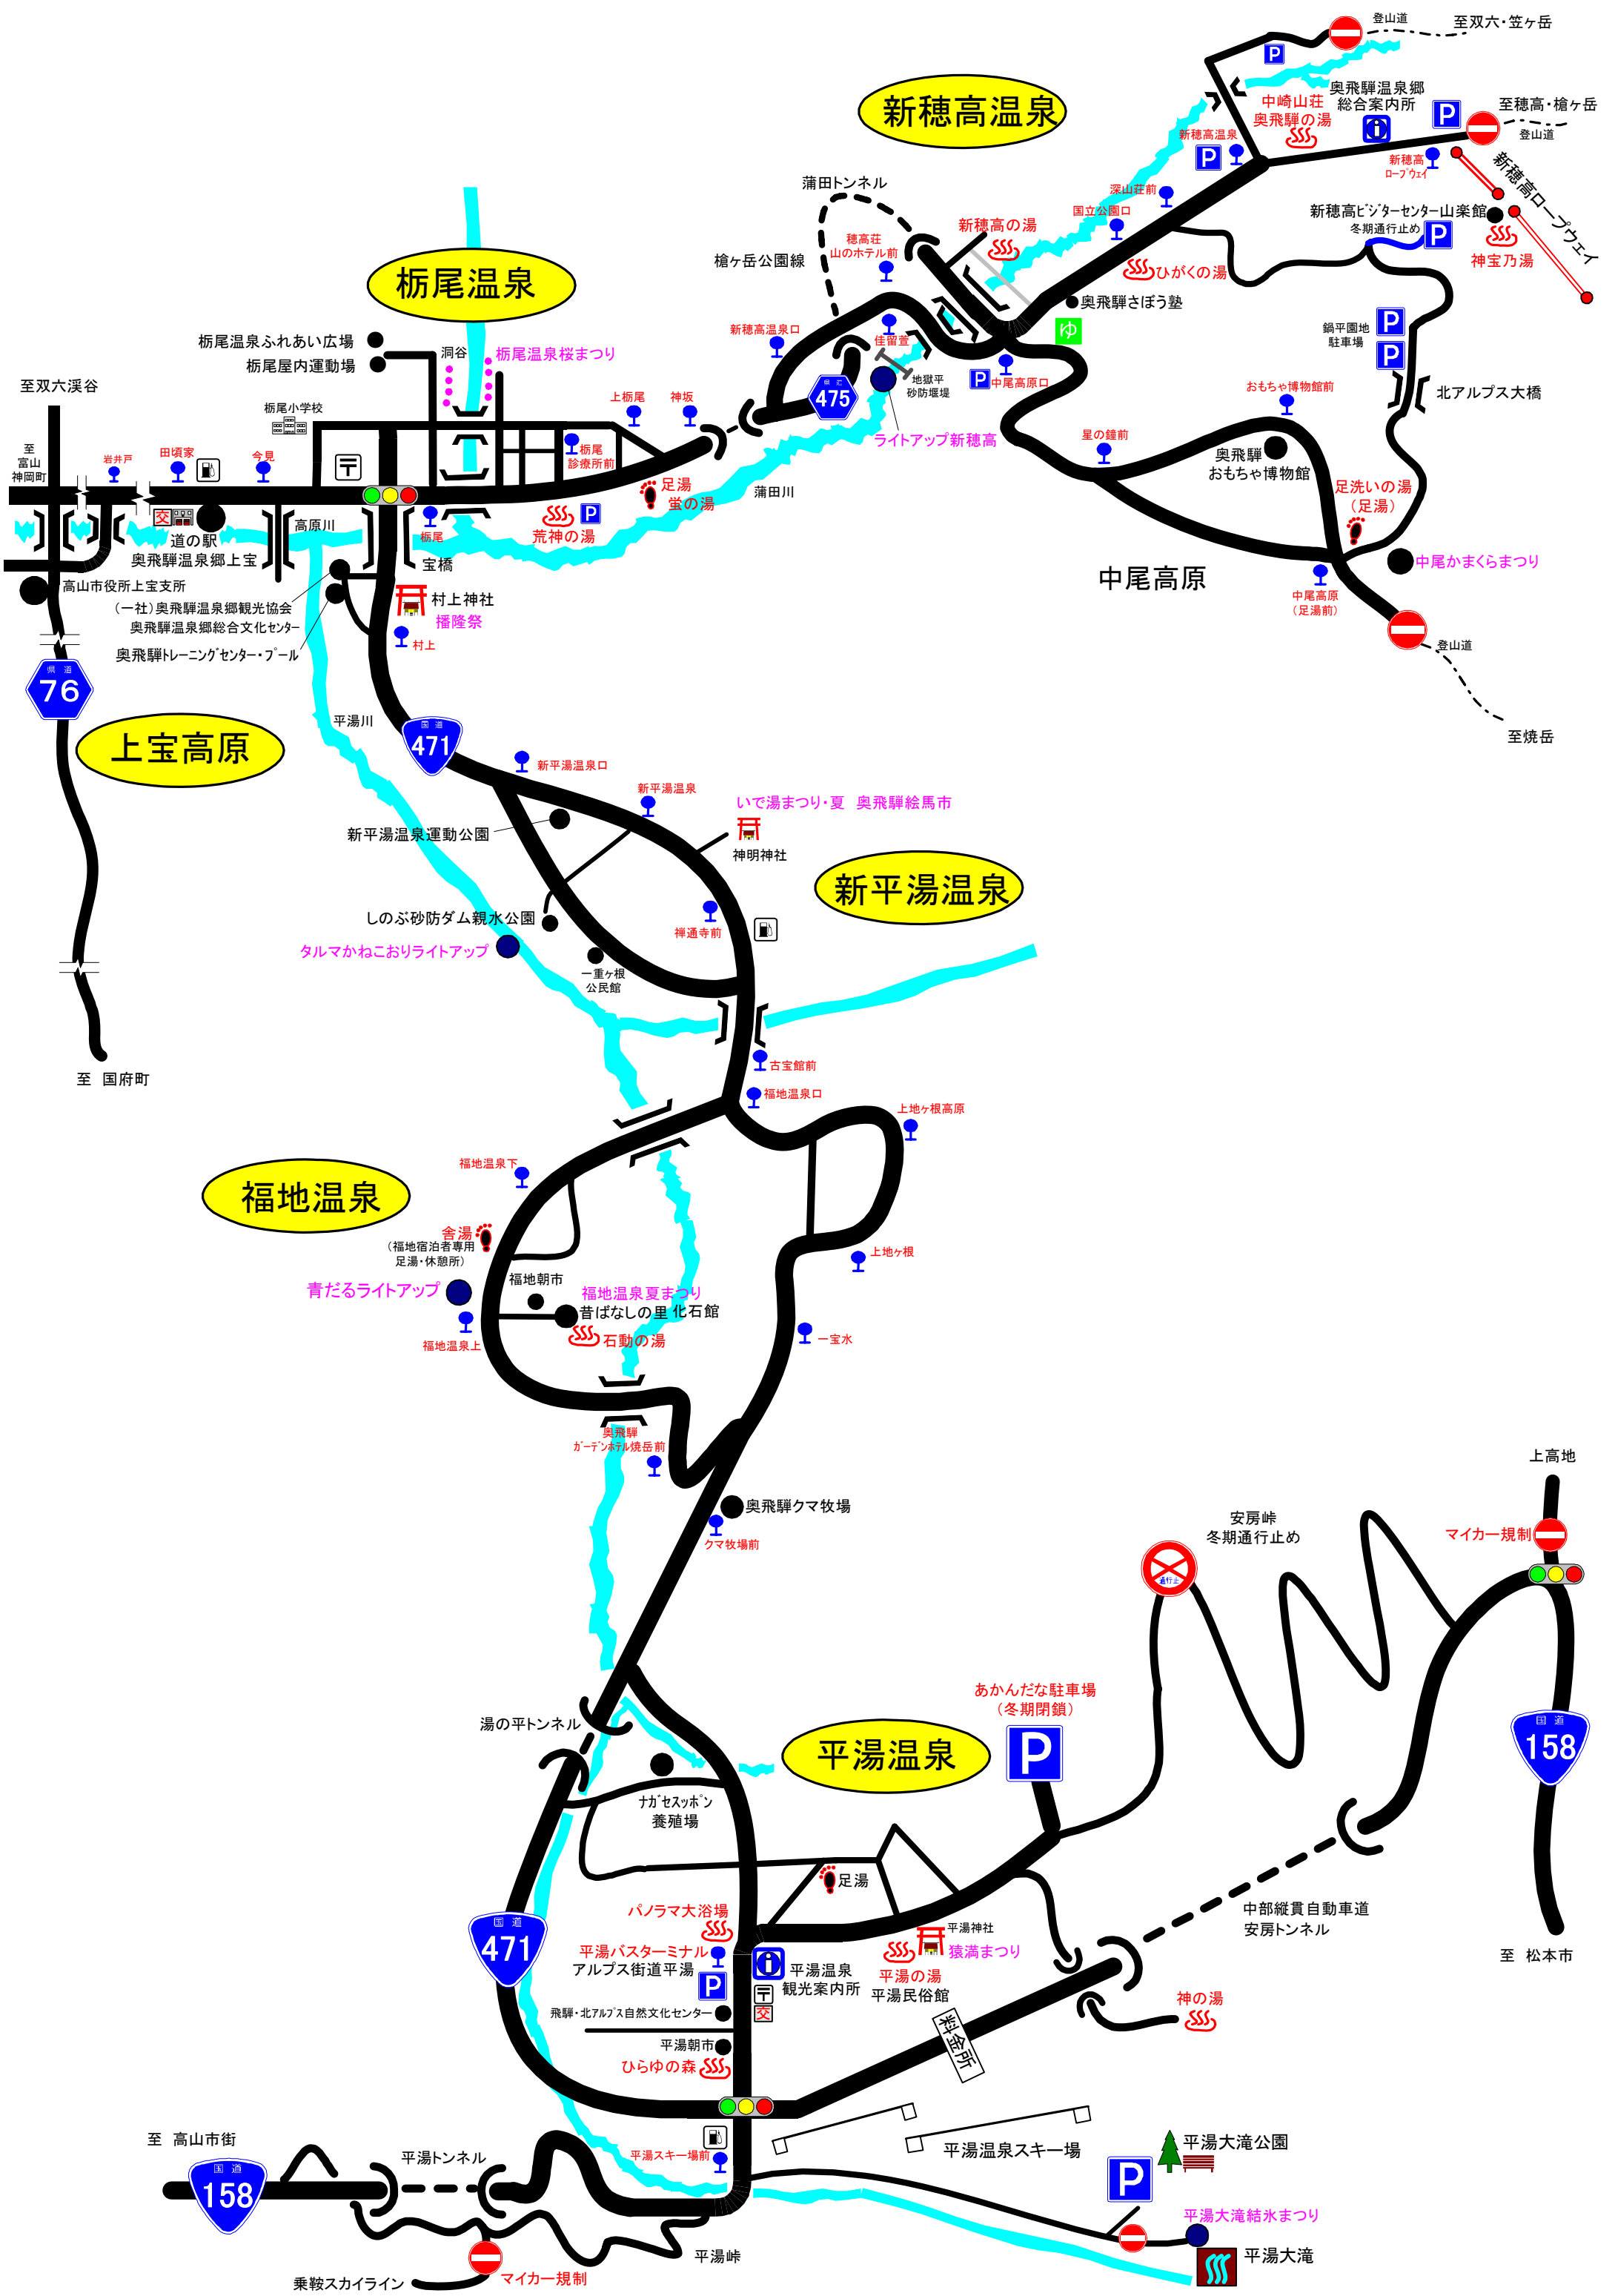 登山道
至双六・笠ヶ岳
新穂高温泉
中崎山荘
奥飛騨の湯
奥飛騨温泉郷
総合案内所
至穂高・槍ヶ岳
登山道
新穂高温泉
新穂高
ロープウェイ
新穂高ロープウェイ
蒲田トンネル
深山荘前
国立公園口
新穂高ビジターセンター山楽館
冬期通行止め
神宝乃湯
新穂高の湯
穂高荘
山のホテル前
槍ヶ岳公園線
ひがくの湯
奥飛騨さぼう塾
ゆ
栃尾温泉
栃尾温泉ふれあい広場
栃尾屋内運動場
洞谷
栃尾温泉桜まつり
新穂高温泉口
佳留萱
地獄平
砂防堰堤
中尾高原口
県道
475
ライトアップ新穂高
鍋平園地
駐車場
北アルプス大橋
おもちゃ博物館前
星の鐘前
奥飛騨
おもちゃ博物館
足洗いの湯
（足湯）
中尾かまくらまつり
中尾高原
中尾高原
（足湯前）
登山道
至焼岳
至双六渓谷
至
富山
神岡町
岩井戸
田頃家
今見
栃尾小学校
上栃尾
神坂
栃尾
診療所前
足湯
蛍の湯
蒲田川
荒神の湯
栃尾
宝橋
交
道の駅
奥飛騨温泉郷上宝
高原川
高山市役所上宝支所
（一社）奥飛騨温泉郷観光協会
奥飛騨温泉郷総合文化センター
奥飛騨トレーニングセンター・プール
村上神社
播隆祭
村上
県道
76
上宝高原
平湯川
国道
471
新平湯温泉口
新平湯温泉
いで湯まつり・夏　奥飛騨絵馬市
神明神社
新平湯温泉運動公園
新平湯温泉
しのぶ砂防ダム親水公園
タルマかねこおりライトアップ
禅通寺前
一重ヶ根
公民館
至 国府町
古宝館前
福地温泉口
上地ヶ根高原
福地温泉
福地温泉下
舎湯
（福地宿泊者専用
足湯・休憩所）
青だるライトアップ
福地温泉上
福地朝市
福地温泉夏まつり
昔ばなしの里 化石館
石動の湯
上地ヶ根
一宝水
奥飛騨
ガーデンホテル焼岳前
奥飛騨クマ牧場
クマ牧場前
上高地
マイカー規制
安房峠
冬期通行止め
通行止
国道
158
至 松本市
湯の平トンネル
平湯温泉
あかんだな駐車場
（冬期閉鎖）
ナガセスッポン
養殖場
足湯
中部縦貫自動車道
安房トンネル
パノラマ大浴場
平湯バスターミナル
アルプス街道平湯
平湯温泉
観光案内所
交
平湯神社
猿満まつり
平湯の湯
平湯民俗館
神の湯
飛騨・北アルプス自然文化センター
平湯朝市
ひらゆの森
国道
471
料金所
平湯温泉スキー場
平湯スキー場前
至 高山市街
国道
158
平湯トンネル
平湯峠
乗鞍スカイライン
マイカー規制
平湯大滝公園
平湯大滝結氷まつり
平湯大滝